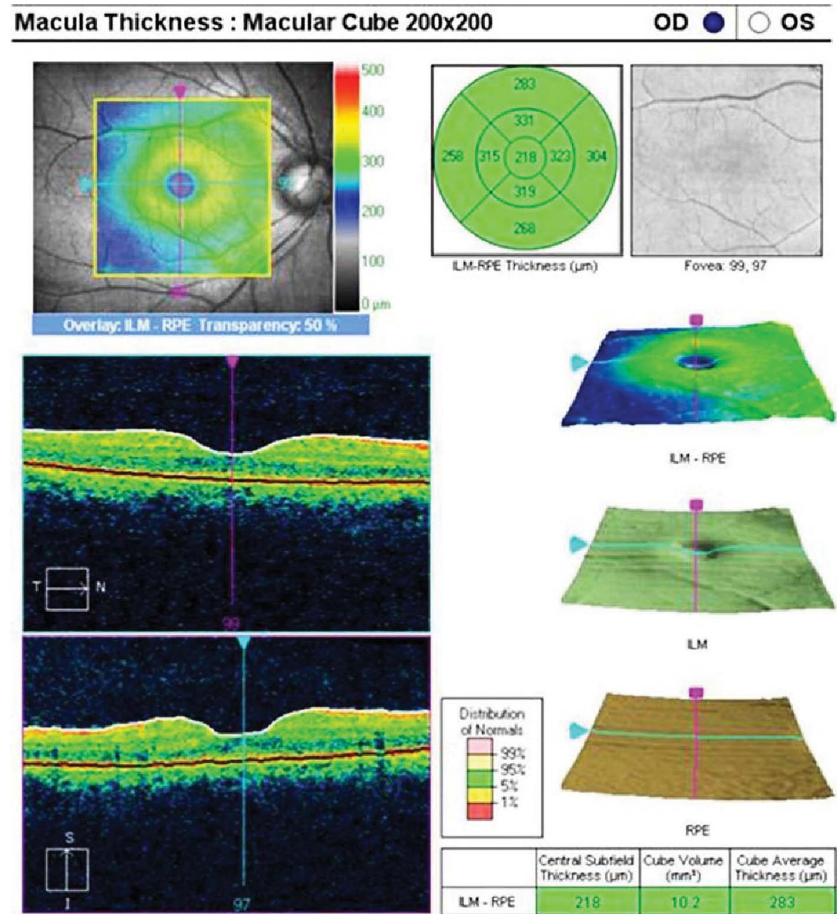 Macula Thickness : Macular Cube 200x200
OD OS
500
400
300
200
100
0 µm
Overlay: ILM - RPE Transparency: 50 %
283
331
258 315 218 323 304
319
268
ILM-RPE Thickness (µm)
Fovea: 99, 97
ILM - RPE
T N
99
ILM
Distribution
of Normals
99%
95%
5%
1%
RPE
S
I
97
Central Subfield Thickness (µm) Cube Volume (mm³) Cube Average Thickness (µm)
ILM - RPE 218 10.2 283